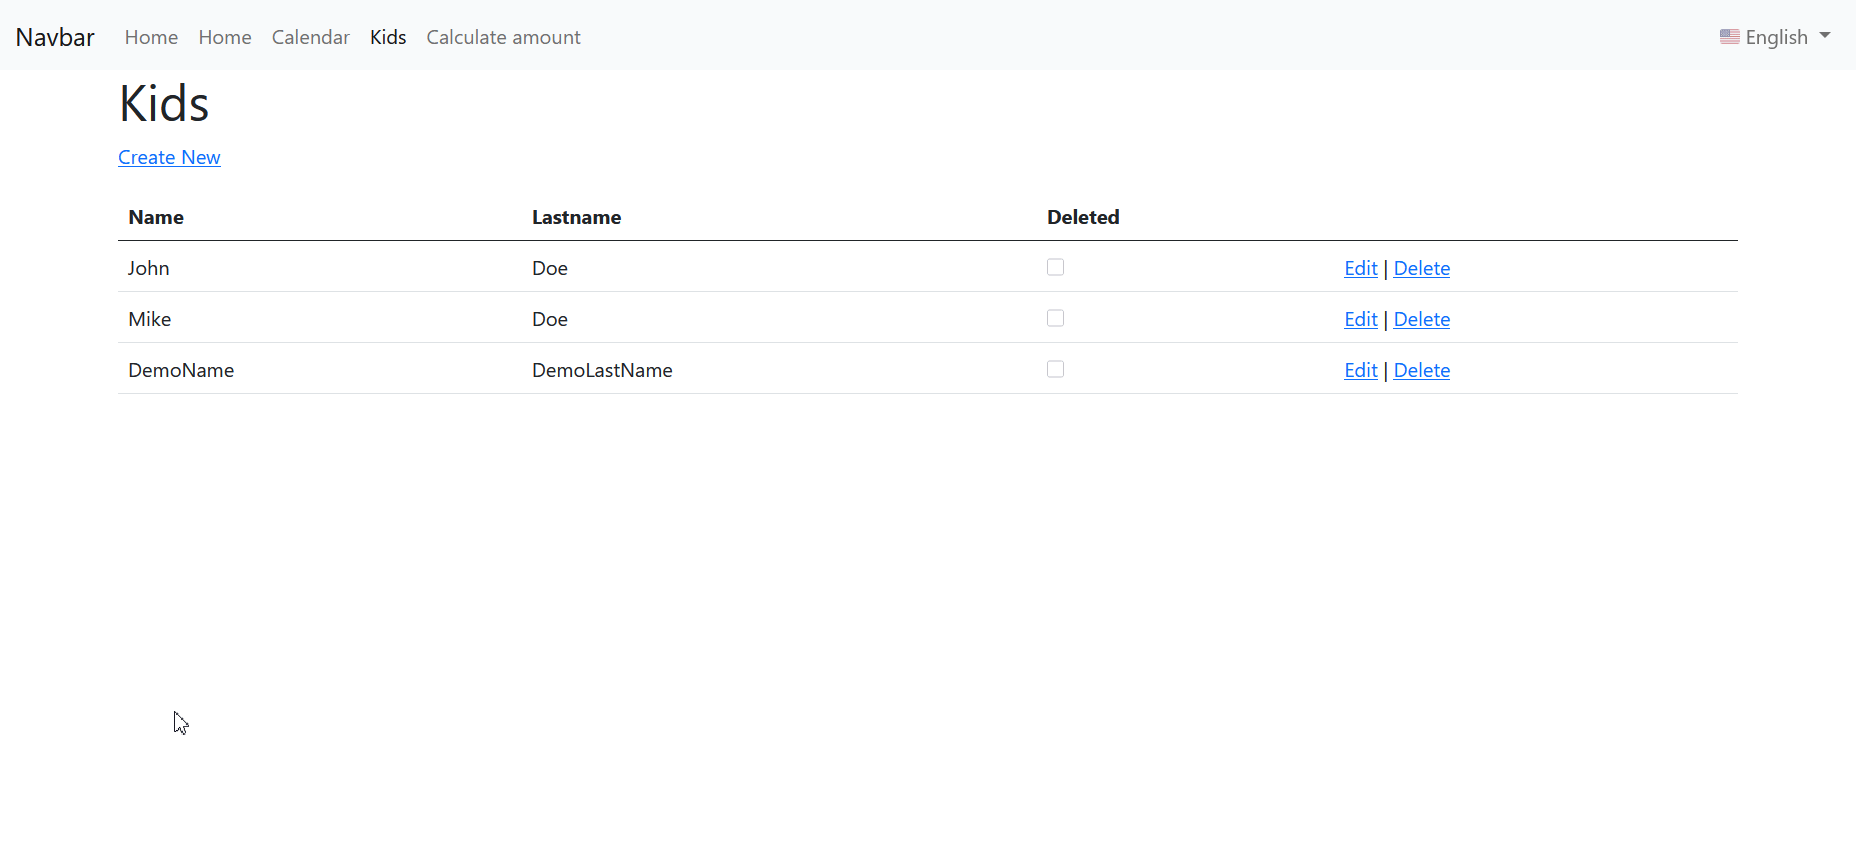 Navbar Home Home Calendar Kids Calculate amount English
Kids
Create New
Name Lastname Deleted
John Doe Edit | Delete
Mike Doe Edit | Delete
DemoName DemoLastName Edit | Delete